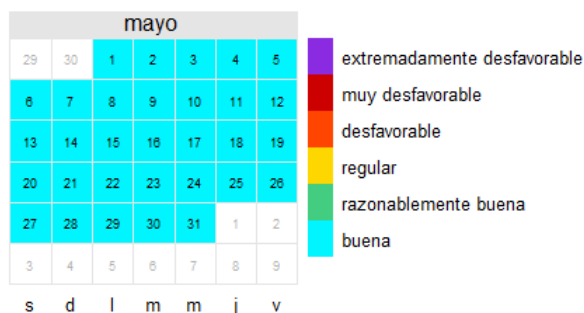 mayo
29 30 1 2 3 4 5
6 7 8 9 10 11 12
13 14 15 16 17 18 19
20 21 22 23 24 25 26
27 28 29 30 31 1 2
3 4 5 6 7 8 9
s d l m m j v
extremadamente desfavorable
muy desfavorable
desfavorable
regular
razonablemente buena
buena